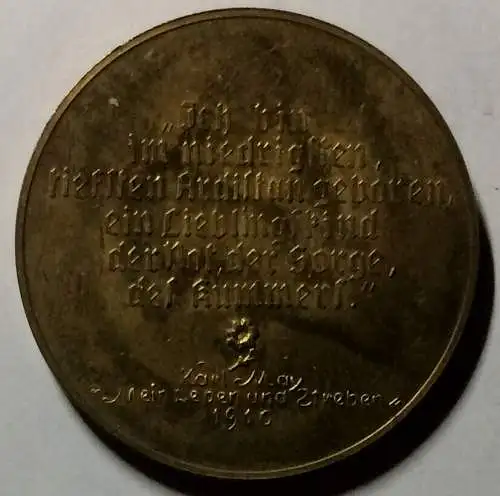 „Ich bin
im niedrigsten,
tiefsten Ardistan geboren,
ein Lieblingskind
der Not, der Sorge,
des Kummers.“
Karl May
„Mein Leben und Streben“
1910